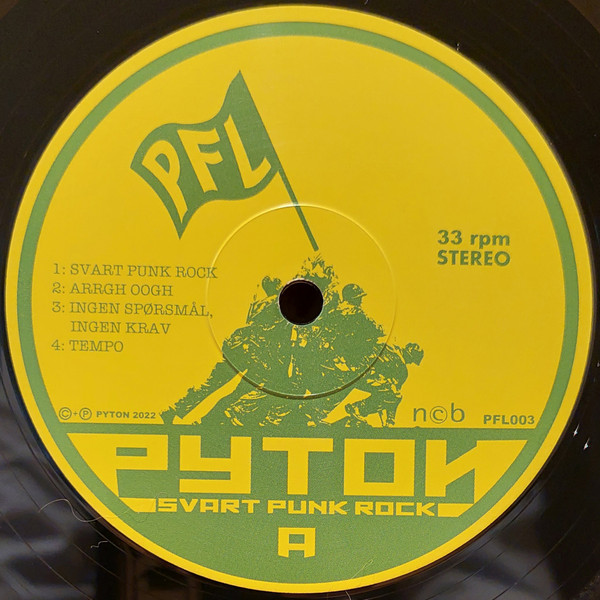 PFL
33 rpm
STEREO
1: SVART PUNK ROCK
2: ARRGH OOGH
3: INGEN SPØRSMÅL,
INGEN KRAV
4: TEMPO
©+℗ PYTON 2022
n©b
PFL003
PYTON
SVART PUNK ROCK
A